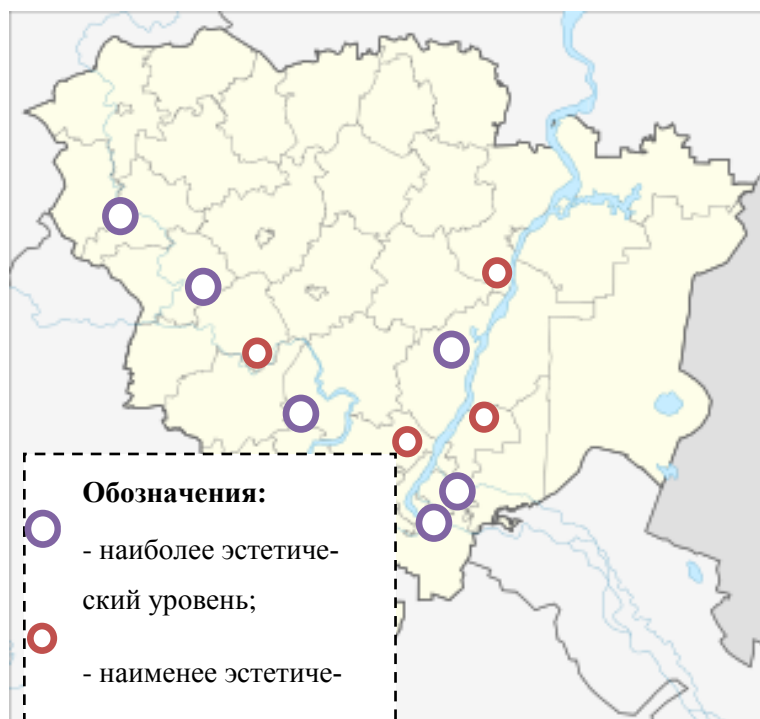 Обозначения:
- наиболее эстетиче-
ский уровень;
- наименее эстетиче-